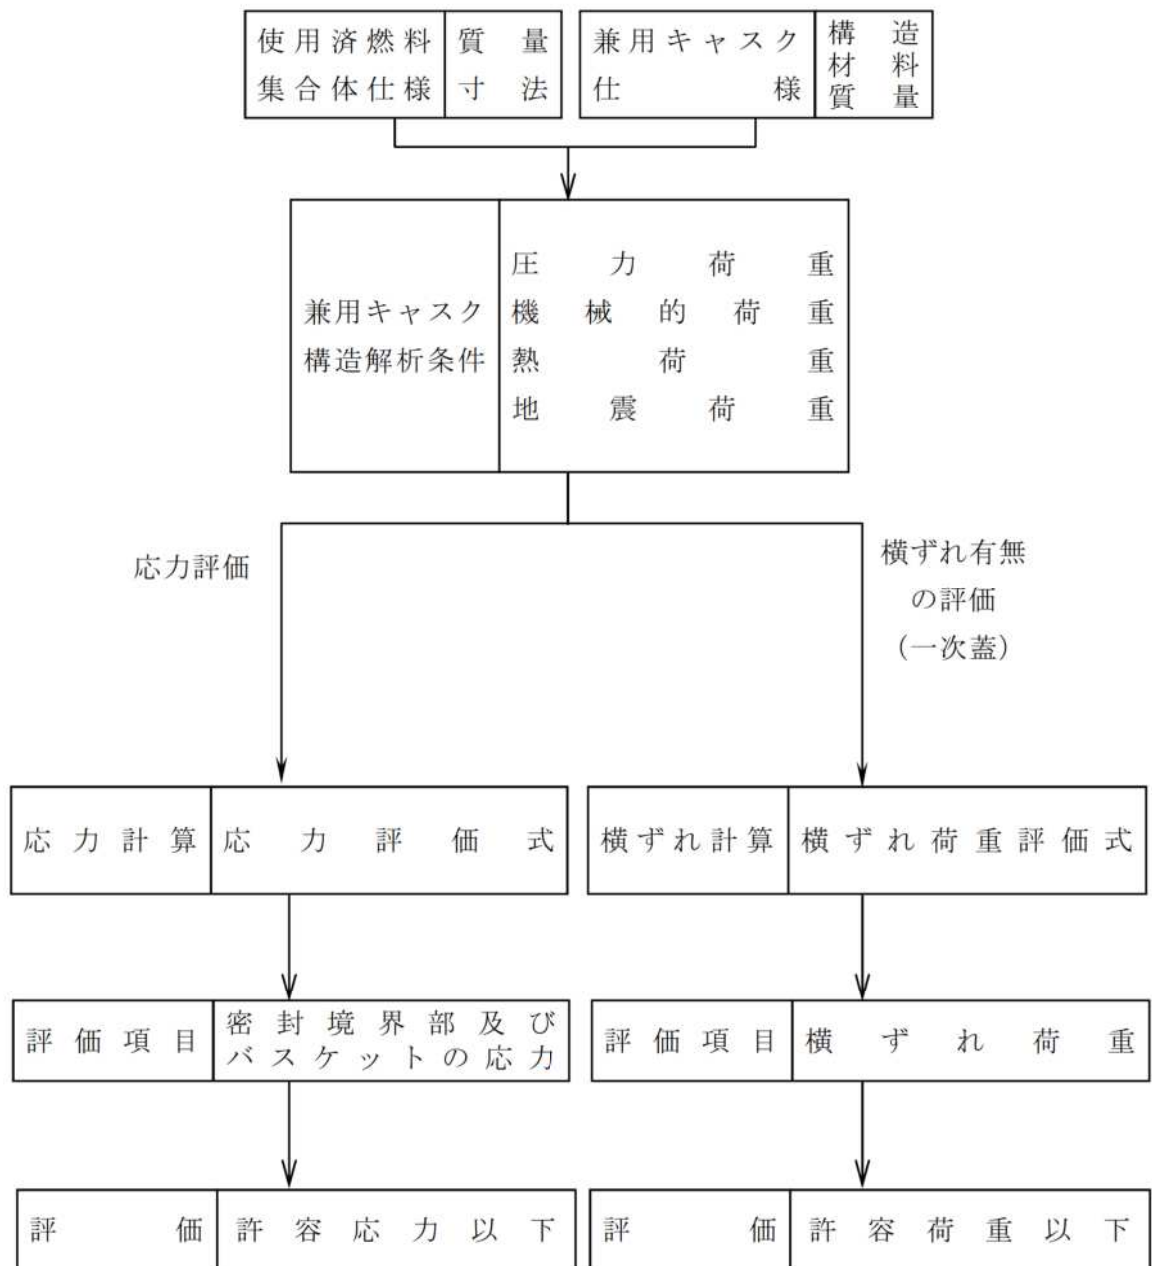 使用済燃料
集合体仕様
質量
寸法
兼用キャスク
仕様
構造
材料
質量
兼用キャスク
構造解析条件
圧力荷重
機械的荷重
熱荷重
地震荷重
応力評価
横ずれ有無
の評価
(一次蓋)
応力計算
応力評価式
横ずれ計算
横ずれ荷重評価式
評価項目
密封境界部及び
バスケットの応力
評価項目
横ずれ荷重
評価
許容応力以下
評価
許容荷重以下